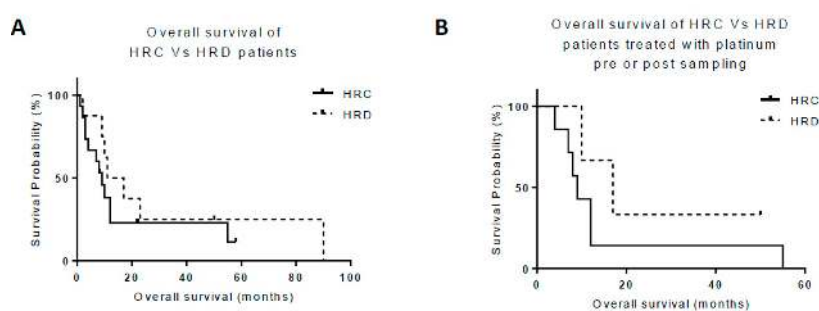 A
Overall survival of
HRC Vs HRD patients
HRC
HRD
Survival Probability (%)
100
50
0
0 20 40 60 80 100
Overall survival (months)
B
Overall survival of HRC Vs HRD
patients treated with platinum
pre or post sampling
HRC
HRD
Survival Probability (%)
100
50
0
0 20 40 60
Overall survival (months)